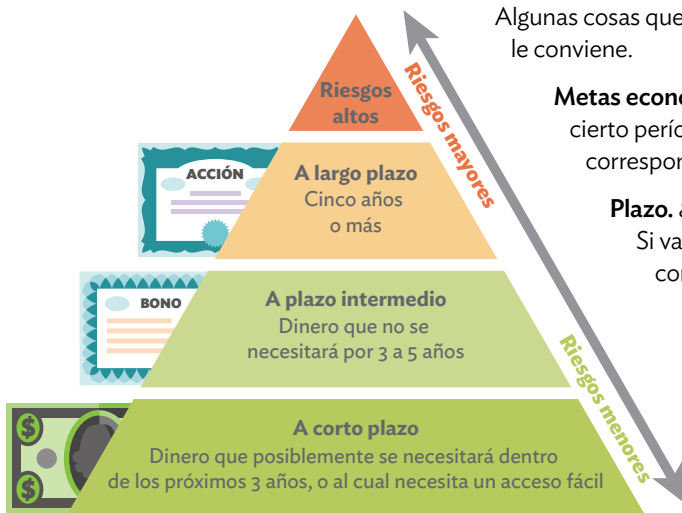 Algunas cosas que
le conviene.
Metas econo
cierto perío
correspon
Plazo.
Si va
co
Riesgos
altos
Riesgos mayores
ACCIÓN
A largo plazo
Cinco años
o más
BONO
A plazo intermedio
Dinero que no se
necesitará por 3 a 5 años
Riesgos menores
$
$
A corto plazo
Dinero que posiblemente se necesitará dentro
de los próximos 3 años, o al cual necesita un acceso fácil